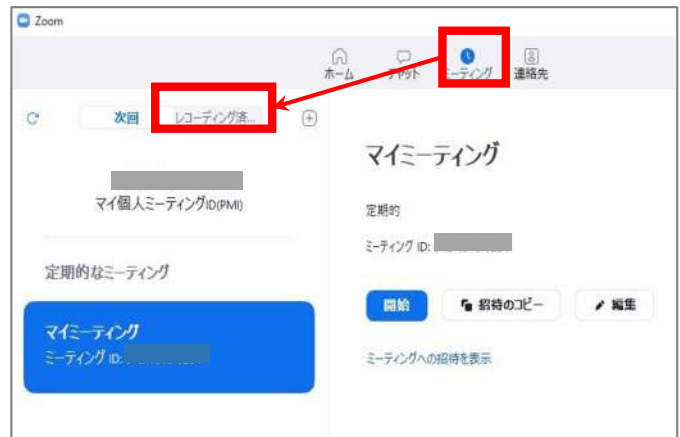 Zoom
ホーム チャット ミーティング 連絡先
次回 レコーディング済...
マイ個人ミーティングID(PMI)
定期的なミーティング
マイミーティング
ミーティング ID:
マイミーティング
定期的
ミーティング ID:
開始 招待のコピー 編集
ミーティングへの招待を表示